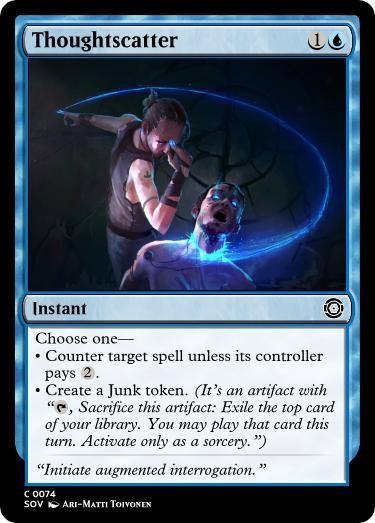 Thoughtscatter 1
Instant
Choose one—
• Counter target spell unless its controller
pays 2.
• Create a Junk token. (It's an artifact with
“, Sacrifice this artifact: Exile the top card
of your library. You may play that card this
turn. Activate only as a sorcery.”)
“Initiate augmented interrogation.”
C 0074
SOV Ari-Matti Toivonen